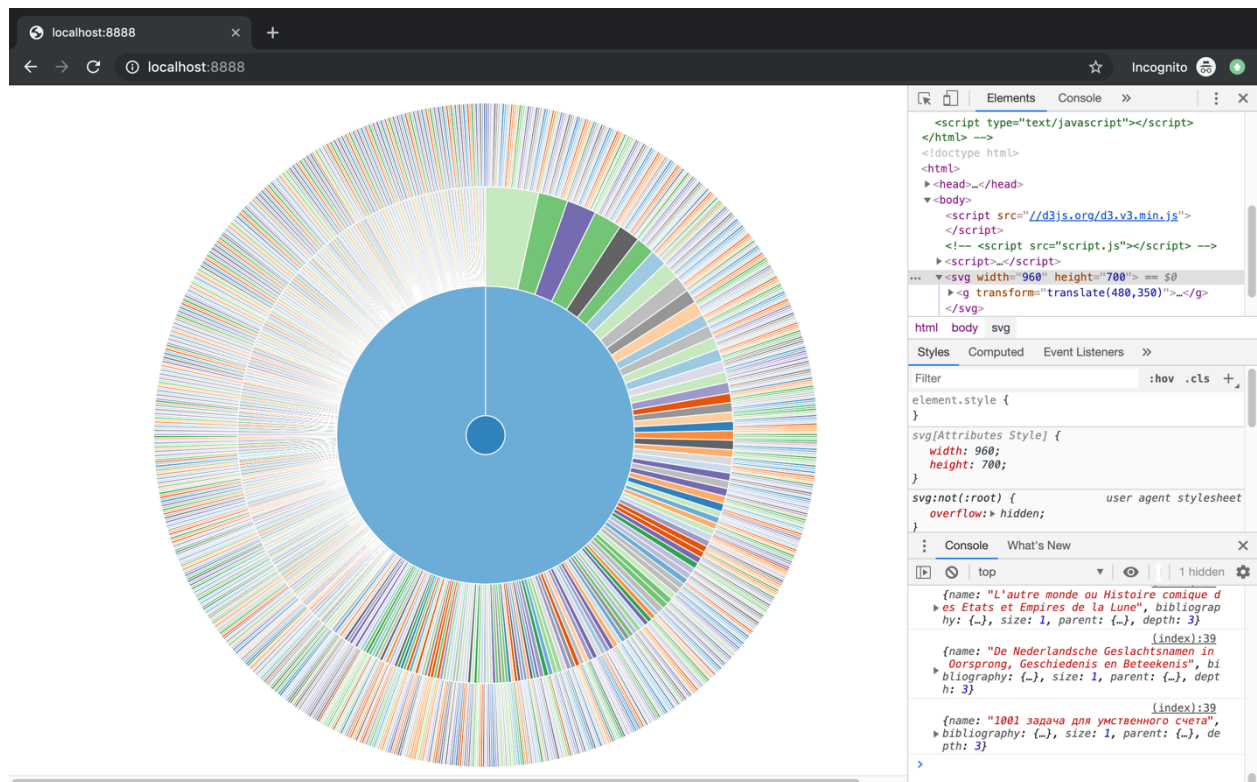 localhost:8888
localhost:8888
Incognito
Elements Console »
<script type="text/javascript"></script>
</html> -->
<!doctype html>
<html>
<head>…</head>
<body>
<script src="//d3js.org/d3.v3.min.js">
</script>
<!-- <script src="script.js"></script> -->
<script>…</script>
<svg width="960" height="700"> == $0
<g transform="translate(480,350)">…</g>
</svg>
html body svg
Styles Computed Event Listeners »
Filter :hov .cls +
element.style {
}
svg[Attributes Style] {
width: 960;
height: 700;
}
svg:not(:root) { user agent stylesheet
overflow: hidden;
}
Console What's New
top 1 hidden
{name: "L'autre monde ou Histoire comique d
es Etats et Empires de la Lune", bibliograp
hy: {…}, size: 1, parent: {…}, depth: 3}
(index):39
{name: "De Nederlandsche Geslachtsnamen in
Oorsprong, Geschiedenis en Beteekenis", bi
bliography: {…}, size: 1, parent: {…}, dept
h: 3}
(index):39
{name: "1001 задача для умственного счета",
bibliography: {…}, size: 1, parent: {…}, de
pth: 3}